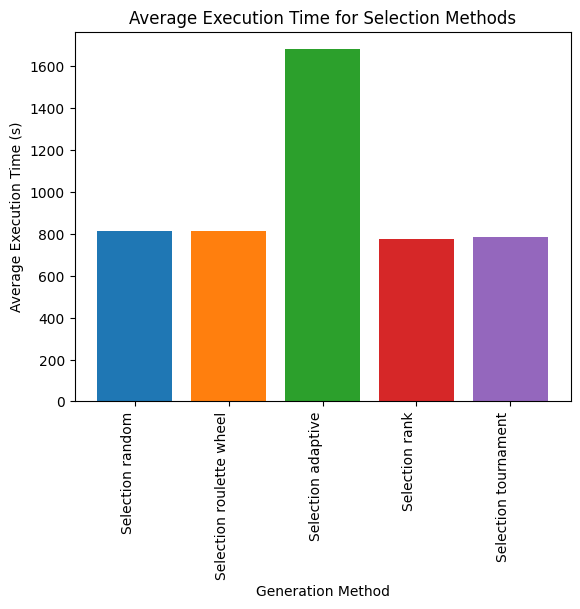 Average Execution Time for Selection Methods
Average Execution Time (s)
1600
1400
1200
1000
800
600
400
200
0
Selection random
Selection roulette wheel
Selection adaptive
Selection rank
Selection tournament
Generation Method